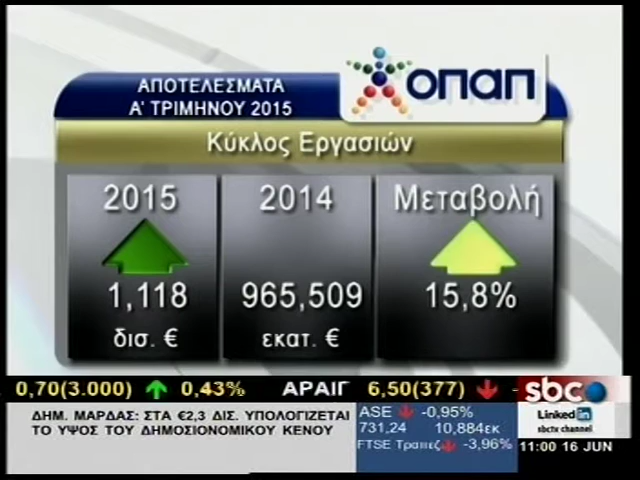 ΑΠΟΤΕΛΕΣΜΑΤΑ
Α' ΤΡΙΜΗΝΟΥ 2015
ΟΠΑΠ
Κύκλος Εργασιών
2015
1,118
δισ. €
2014
965,509
εκατ. €
Μεταβολή
15,8%
0,70(3.000) 0,43% ΑΡΑΙΓ 6,50(377) -
sbc
ΔΗΜ. ΜΑΡΔΑΣ: ΣΤΑ €2,3 ΔΙΣ. ΥΠΟΛΟΓΙΖΕΤΑΙ
ΤΟ ΥΨΟΣ ΤΟΥ ΔΗΜΟΣΙΟΝΟΜΙΚΟΥ ΚΕΝΟΥ
ASE -0,95%
731,24 10,884εκ
FTSE Τραπεζ -3,96%
Linked in
sbctv channel
11:00 16 JUN